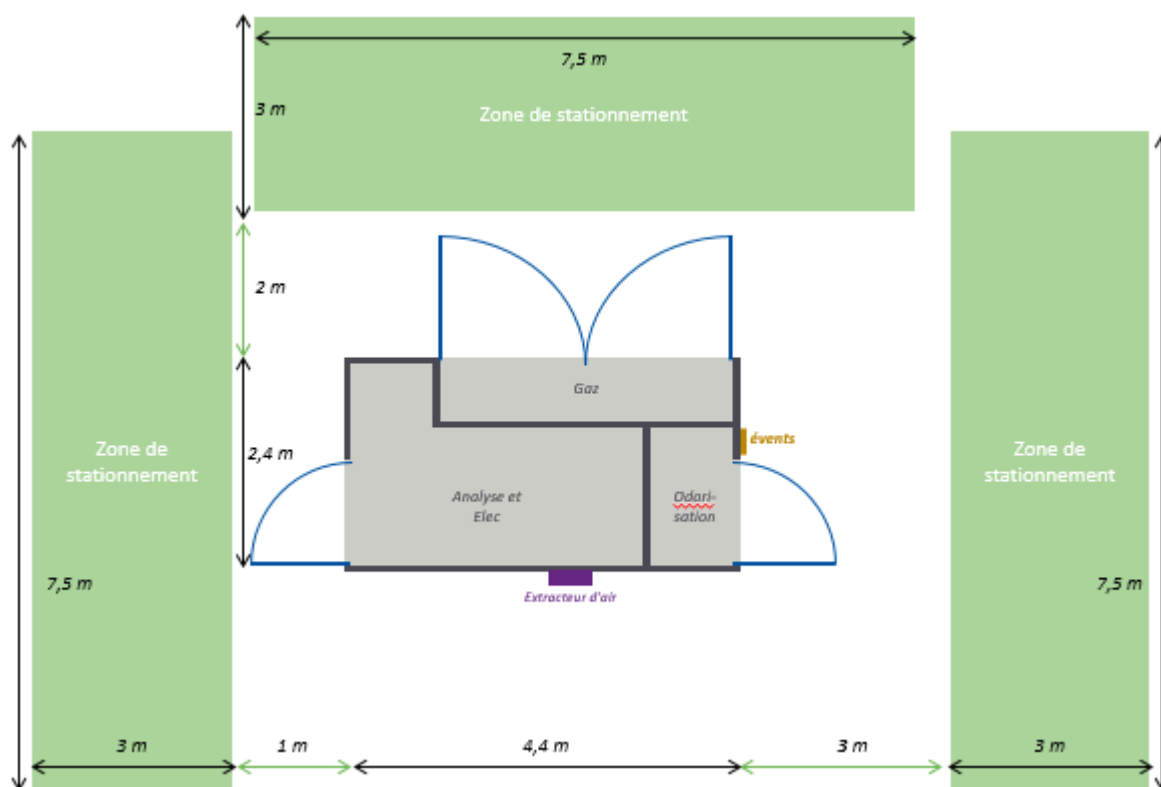 7,5 m
3 m
Zone de stationnement
2 m
Gaz
évents
Zone de
stationnement
2,4 m
Zone de
stationnement
Analyse et
Elec
Odari-
sation
7,5 m
Extracteur d'air
7,5 m
3 m
1 m
4,4 m
3 m
3 m